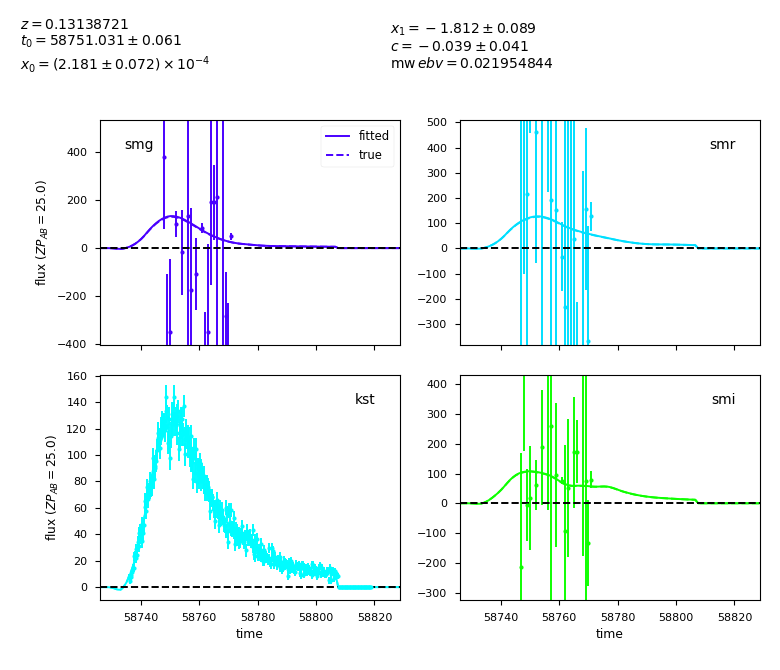 z = 0.13138721
t₀ = 58751.031 ± 0.061
x₀ = (2.181 ± 0.072) × 10⁻⁴
x₁ = −1.812 ± 0.089
c = −0.039 ± 0.041
mw ebv = 0.021954844
smg
fitted
true
400
200
0
−200
−400
flux (ZP_AB = 25.0)
smr
500
400
300
200
100
0
−100
−200
−300
kst
160
140
120
100
80
60
40
20
0
flux (ZP_AB = 25.0)
58740 58760 58780 58800 58820
time
smi
400
300
200
100
0
−100
−200
−300
58740 58760 58780 58800 58820
time